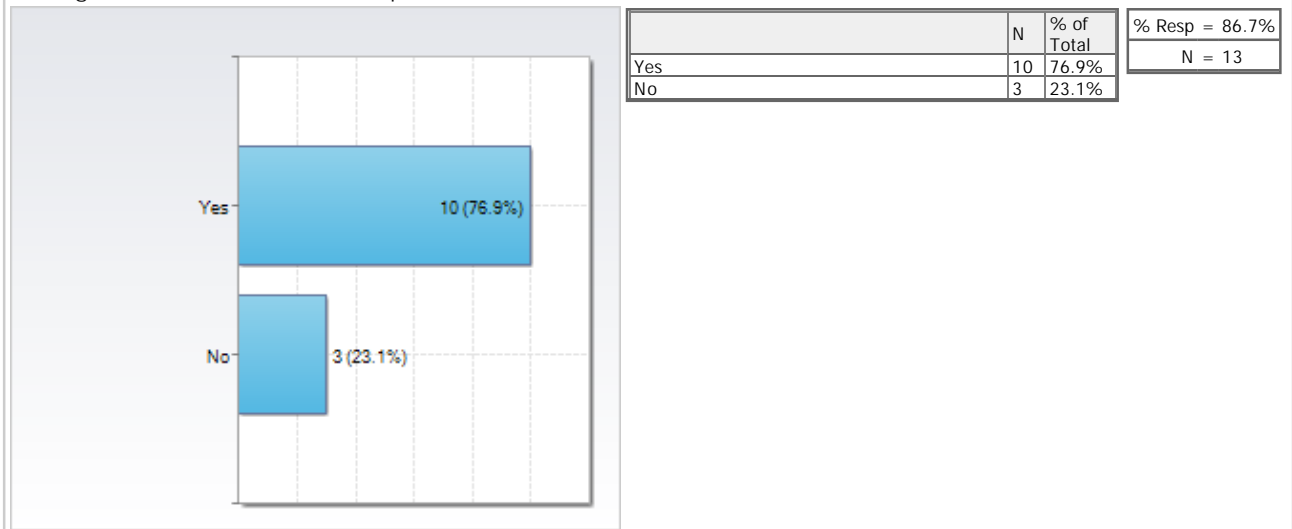 Yes
10 (76.9%)
No
3 (23.1%)
N
% of
Total
Yes 10 76.9%
No 3 23.1%
% Resp = 86.7%
N = 13